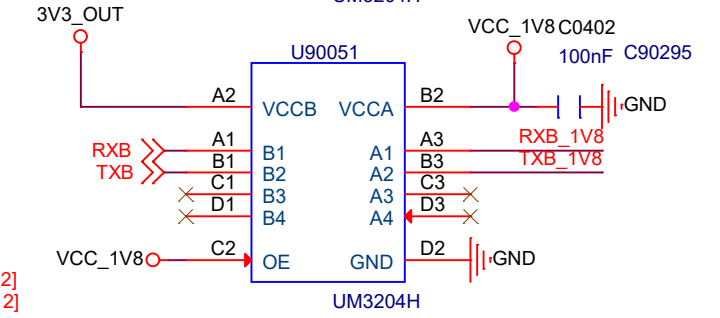 3V3_OUT
VCC_1V8 C0402
U90051
100nF C90295
A2 VCCB VCCA B2
GND
RXB A1 B1 A1 A3 RXB_1V8
TXB B1 B2 A2 B3 TXB_1V8
C1 B3 A3 C3
D1 B4 A4 D3
VCC_1V8 C2 OE GND D2 GND
2]
2]
UM3204H